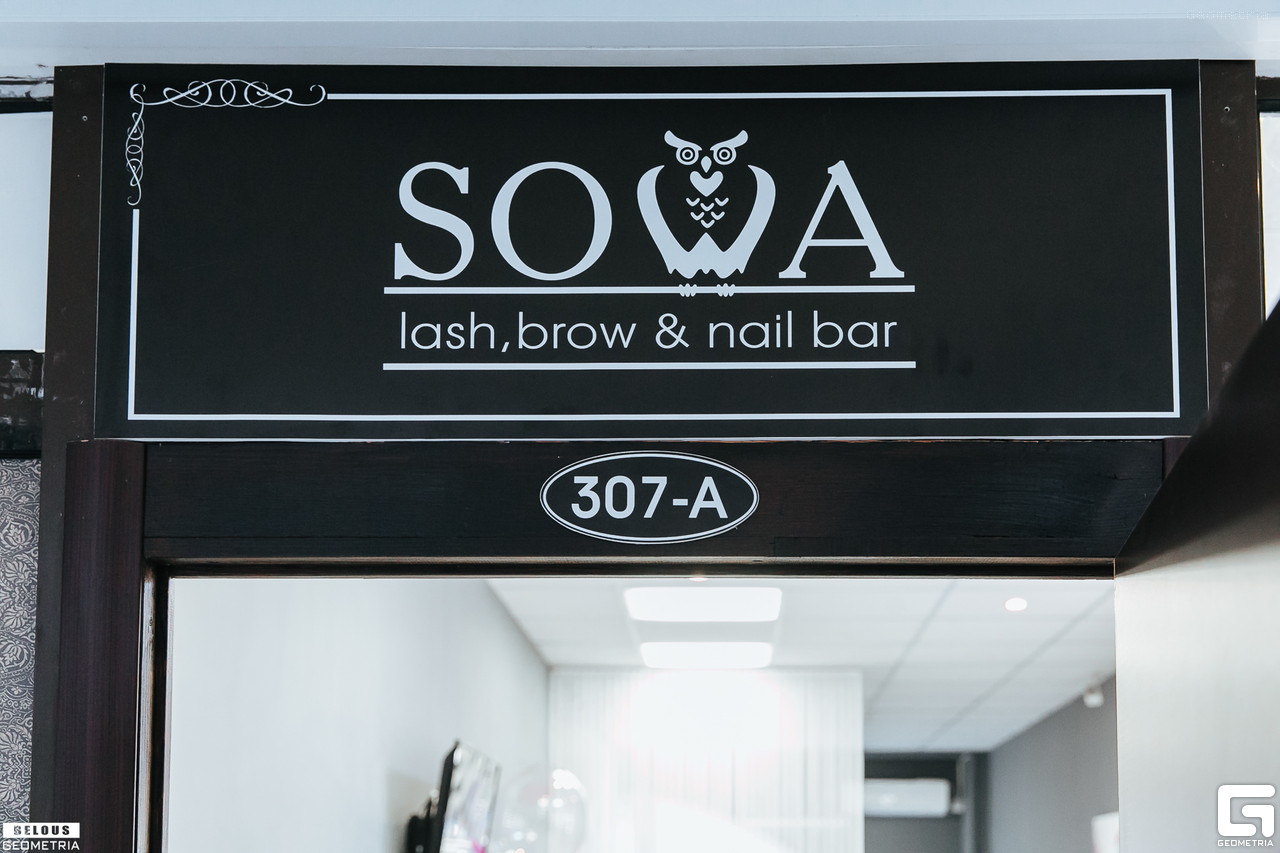 SOWA
lash,brow & nail bar
307-A
BELOUS
GEOMETRIA
GEOMETRIA